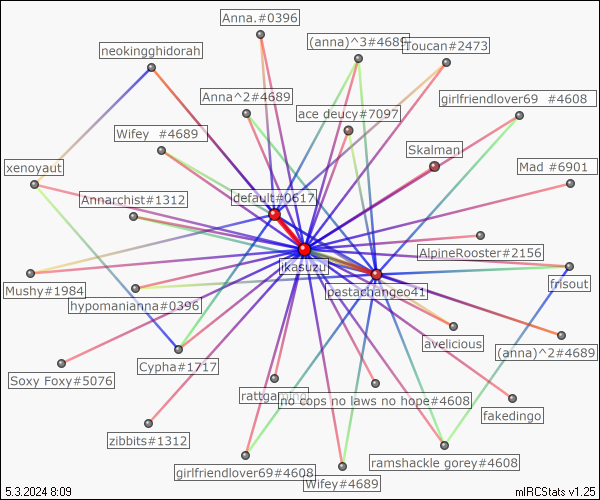 Anna.#0396
(anna)^3#4689
Toucan#2473
neokingghidorah
Anna^2#4689
ace deucy#7097
girlfriendlover69 #4608
Wifey #4689
Skalman
xenoyaut
Mad #6901
Annarchist#1312
default#0617
AlpineRooster#2156
ikasuzu
Mushy#1984
hypomanianna#0396
pastachangeo41
frisout
avelicious
(anna)^2#4689
Soxy Foxy#5076
Cypha#1717
rattgaming
no cops no laws no hope#4608
fakedingo
zibbits#1312
girlfriendlover69#4608
Wifey#4689
ramshackle gorey#4608
5.3.2024 8:09
mIRCStats v1.25